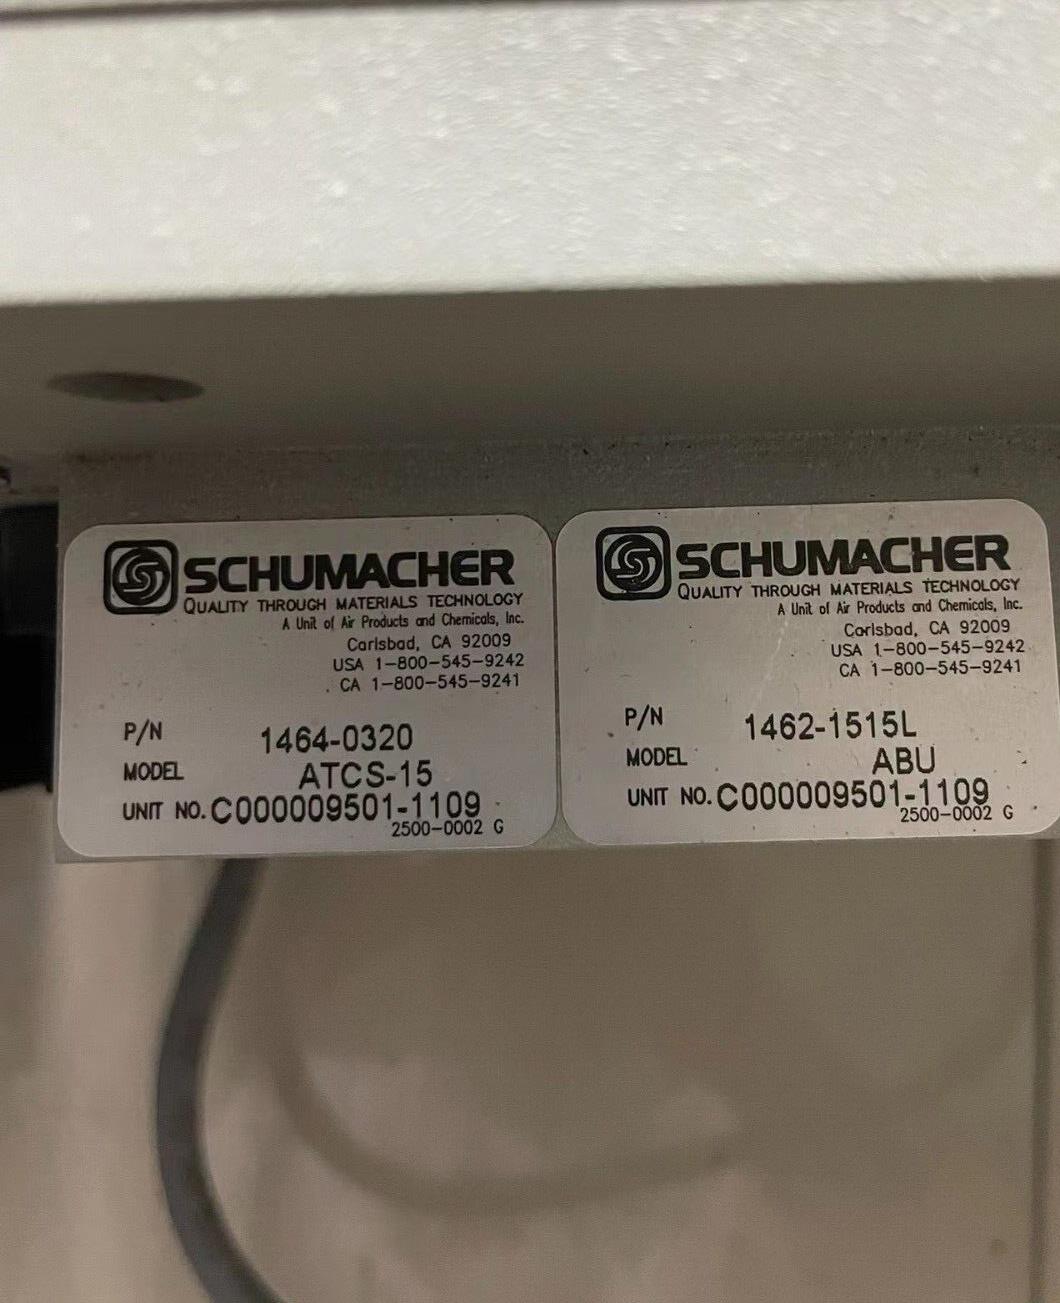 SCHUMACHER
QUALITY THROUGH MATERIALS TECHNOLOGY
A Unit of Air Products and Chemicals, Inc.
Carlsbad, CA 92009
USA 1-800-545-9242
CA 1-800-545-9241
P/N 1464-0320
MODEL ATCS-15
UNIT NO. C000009501-1109
2500-0002 G
SCHUMACHER
QUALITY THROUGH MATERIALS TECHNOLOGY
A Unit of Air Products and Chemicals, Inc.
Carlsbad, CA 92009
USA 1-800-545-9242
CA 1-800-545-9241
P/N 1462-1515L
MODEL ABU
UNIT NO. C000009501-1109
2500-0002 G